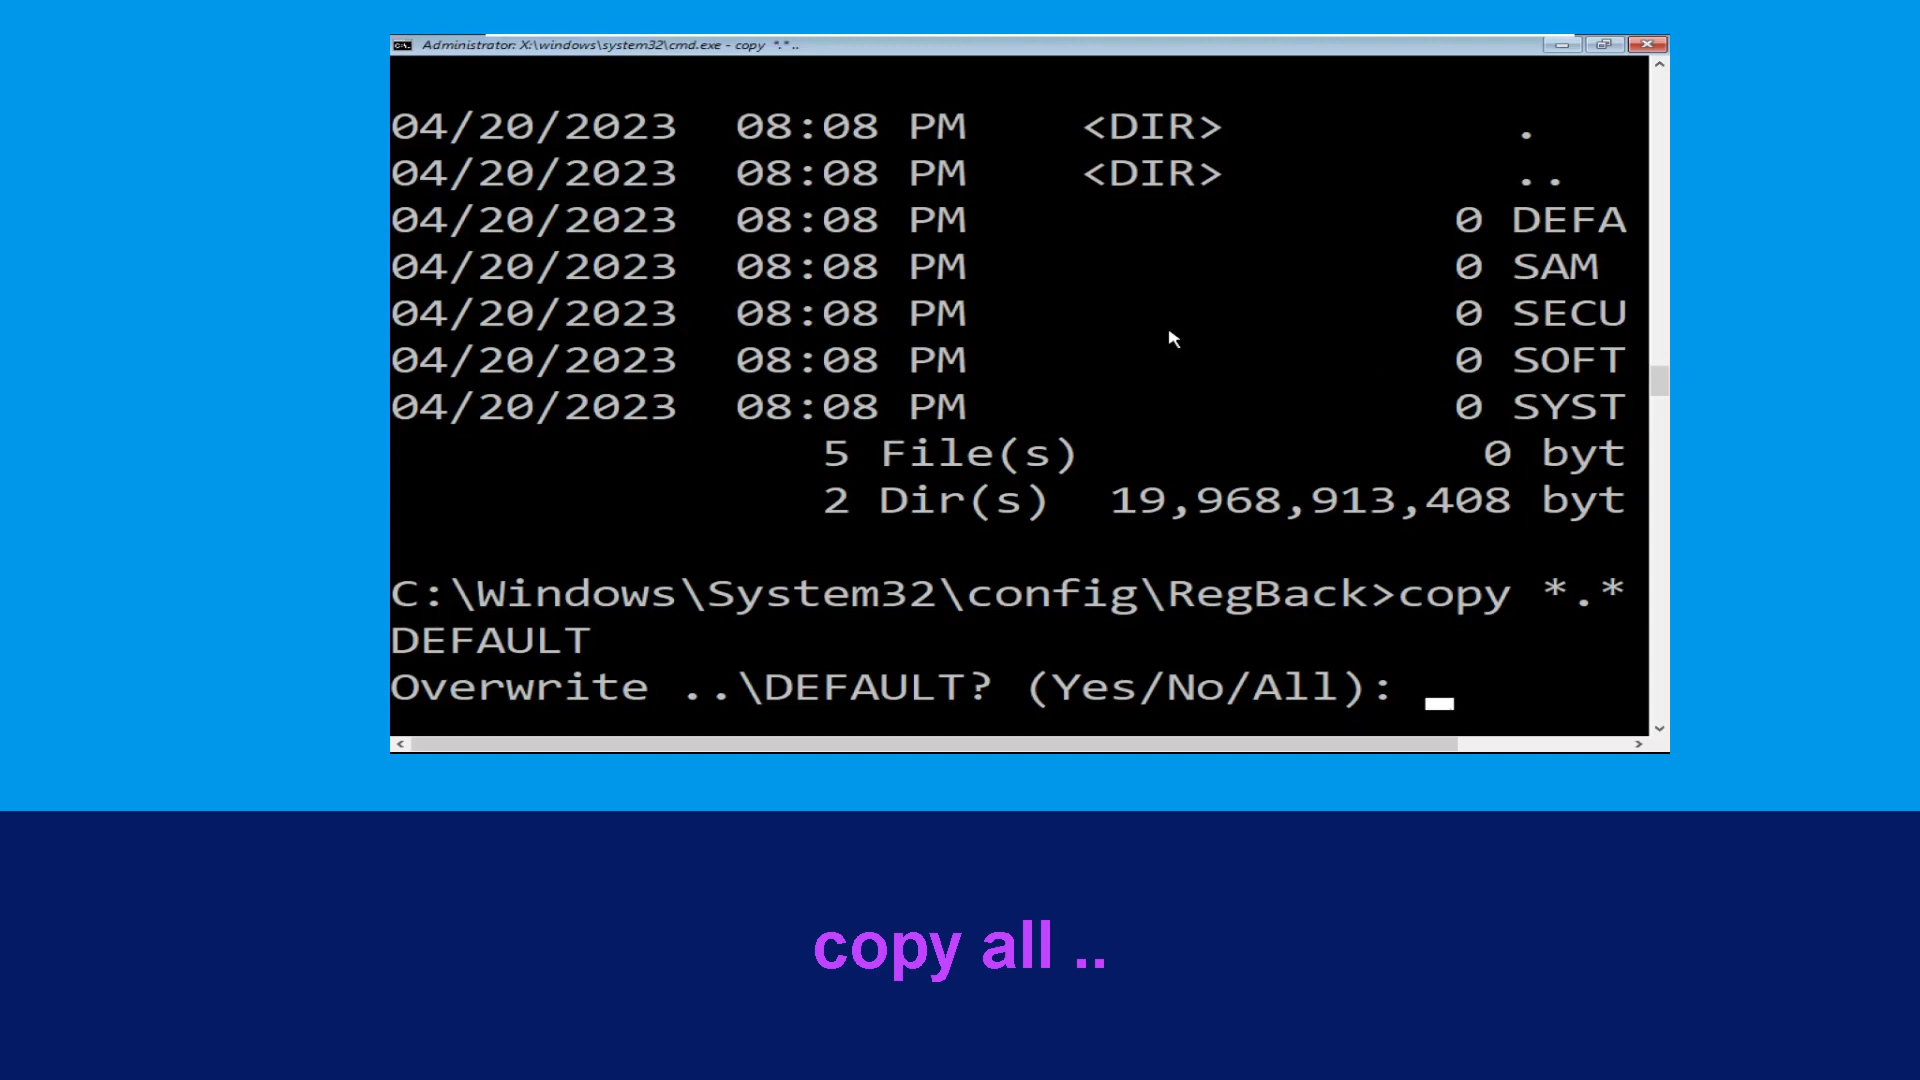 Administrator: X:\windows\system32\cmd.exe - copy *.* ..
04/20/2023 08:08 PM <DIR> .
04/20/2023 08:08 PM <DIR> ..
04/20/2023 08:08 PM 0 DEFA
04/20/2023 08:08 PM 0 SAM
04/20/2023 08:08 PM 0 SECU
04/20/2023 08:08 PM 0 SOFT
04/20/2023 08:08 PM 0 SYST
5 File(s) 0 byt
2 Dir(s) 19,968,913,408 byt
C:\Windows\System32\config\RegBack>copy *.*
DEFAULT
Overwrite ..\DEFAULT? (Yes/No/All):
copy all ..